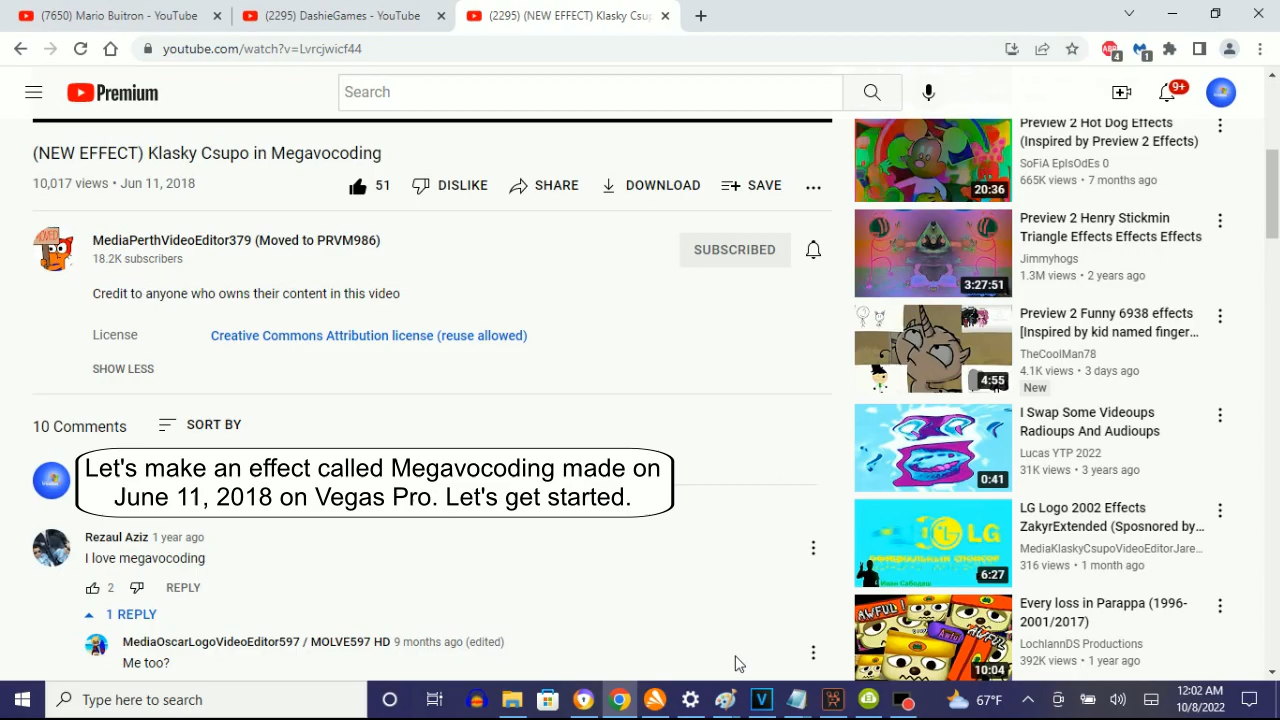 (7650) Mario Buitron - YouTube
(2295) DashieGames - YouTube
(2295) (NEW EFFECT) Klasky Csup
youtube.com/watch?v=Lvrcjwicf44
4
1
Premium
Search
9+
(NEW EFFECT) Klasky Csupo in Megavocoding
10,017 views • Jun 11, 2018
51
DISLIKE
SHARE
DOWNLOAD
SAVE
MOVED
MediaPerthVideoEditor379 (Moved to PRVM986)
18.2K subscribers
SUBSCRIBED
Credit to anyone who owns their content in this video
License
Creative Commons Attribution license (reuse allowed)
SHOW LESS
10 Comments
SORT BY
Let's make an effect called Megavocoding made on
June 11, 2018 on Vegas Pro. Let's get started.
Rezaul Aziz 1 year ago
I love megavocoding
2
REPLY
1 REPLY
MediaOscarLogoVideoEditor597 / MOLVE597 HD 9 months ago (edited)
Me too?
Preview 2 Hot Dog Effects
(Inspired by Preview 2 Effects)
SoFiA EpIsOdEs 0
665K views • 7 months ago
20:36
Preview 2 Henry Stickmin
Triangle Effects Effects Effects
Jimmyhogs
1.3M views • 2 years ago
3:27:51
Preview 2 Funny 6938 effects
[Inspired by kid named finger...
TheCoolMan78
4.1K views • 3 days ago
New
4:55
I Swap Some Videoups
Radioups And Audioups
Lucas YTP 2022
31K views • 3 years ago
0:41
LG Logo 2002 Effects
ZakyrExtended (Sposnored by...
MediaKlaskyCsupoVideoEditorJare...
316 views • 1 month ago
LG
Иван Сабодаш
6:27
Every loss in Parappa (1996-
2001/2017)
LochlannDS Productions
392K views • 1 year ago
AWFUL!
AWFUL
10:04
Type here to search
67°F
12:02 AM
10/8/2022